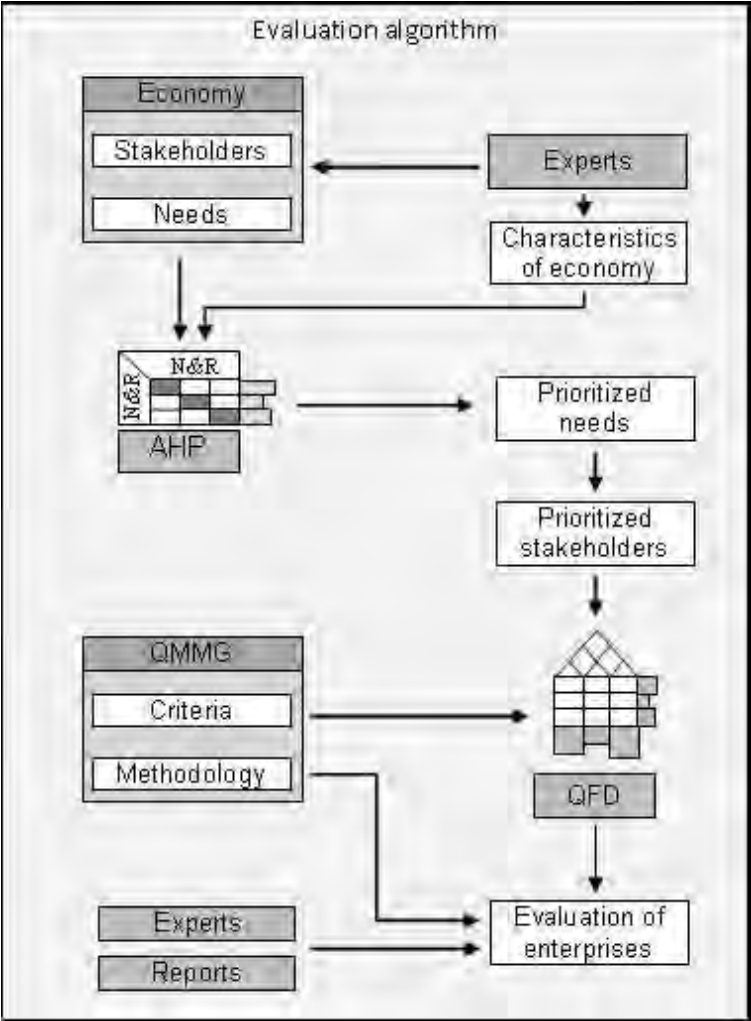 Evaluation algorithm
Economy
Stakeholders
Needs
Experts
Characteristics
of economy
N&R
N&R
AHP
Prioritized
needs
Prioritized
stakeholders
QMMG
Criteria
Methodology
QFD
Experts
Reports
Evaluation of
enterprises